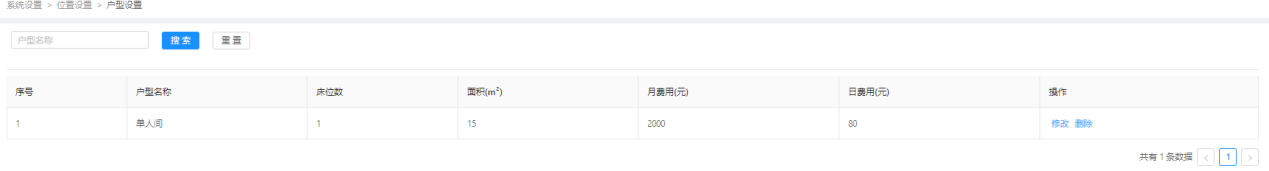 系统设置 > 位置设置 > 户型设置
户型名称 搜索 重置
序号 户型名称 床位数 面积(m²) 月费用(元) 日费用(元) 操作
1 单人间 1 15 2000 80 修改 删除
共有 1 条数据 < 1 >